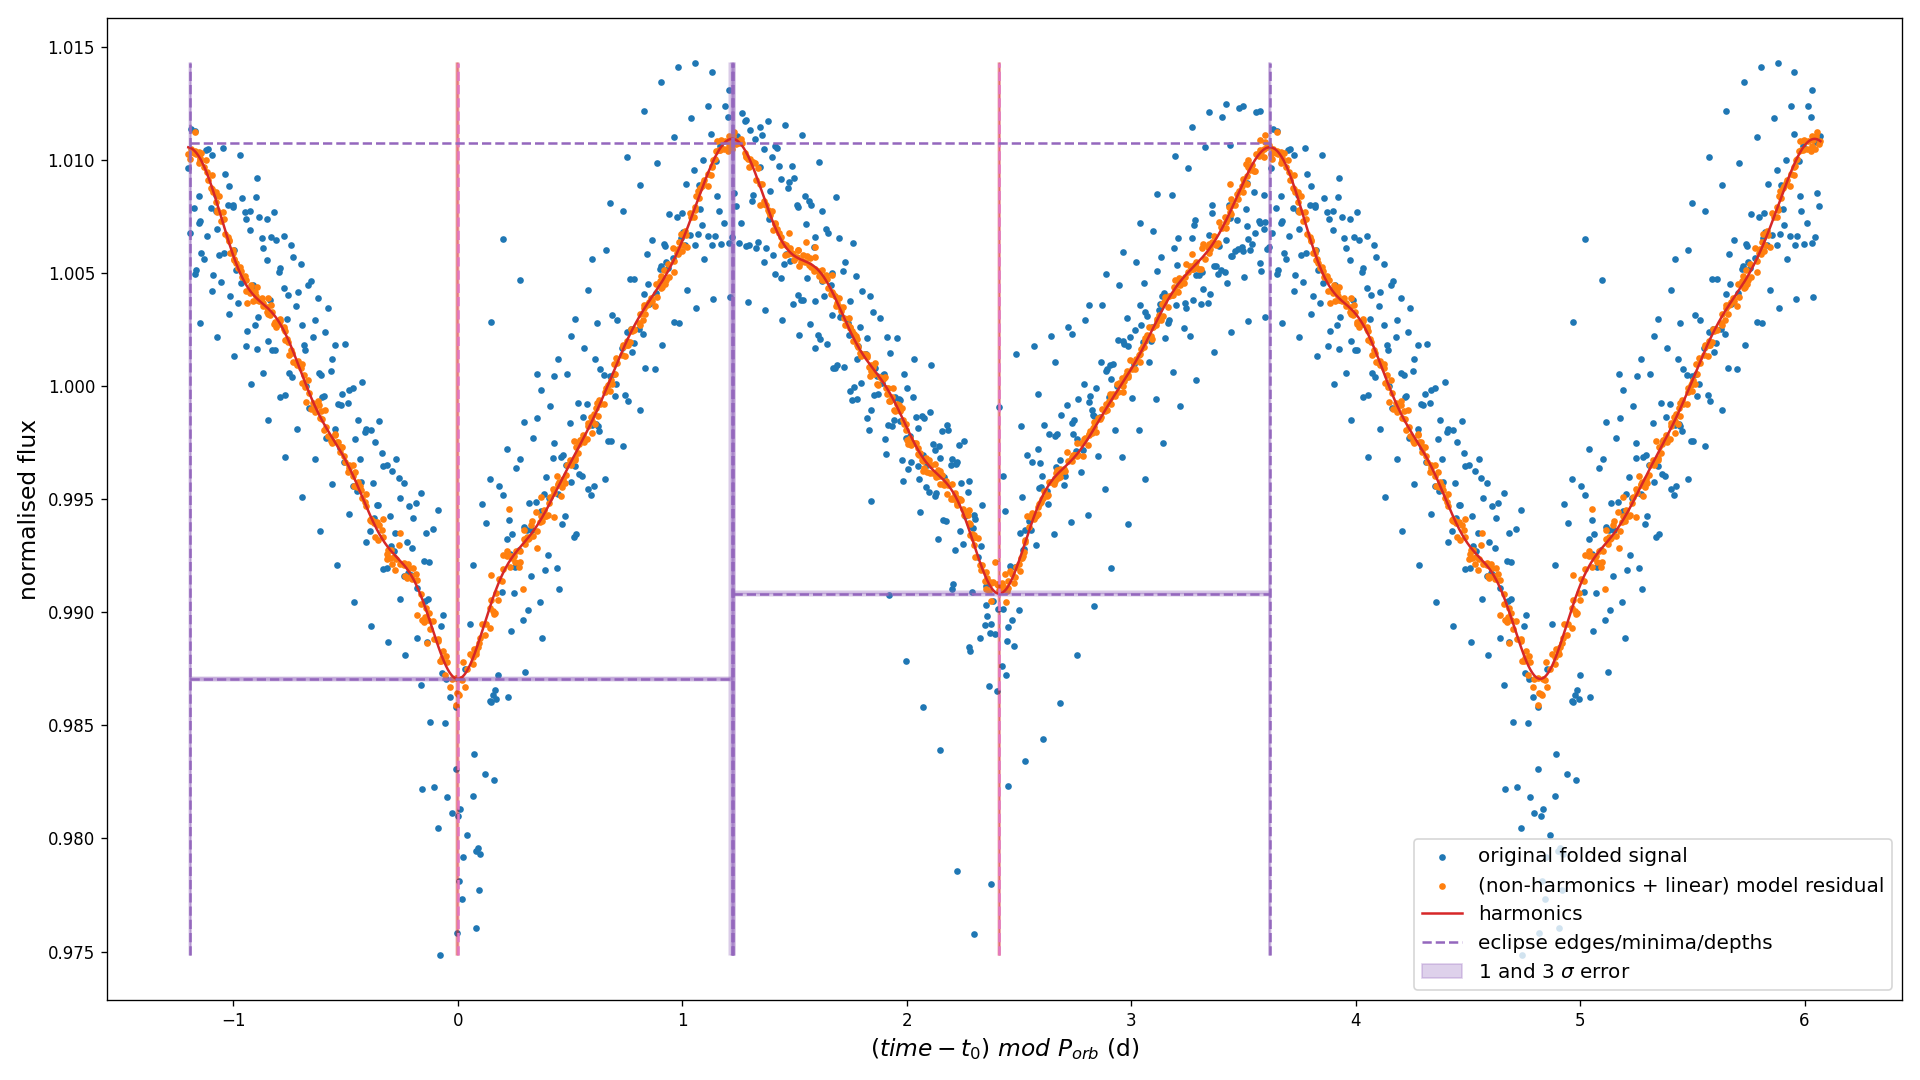 1.015
1.010
1.005
1.000
0.995
0.990
0.985
0.980
0.975
normalised flux
−1
0
1
2
3
4
5
6
(time − t₀) mod Pₒᵣb (d)
original folded signal
(non-harmonics + linear) model residual
harmonics
eclipse edges/minima/depths
1 and 3 σ error